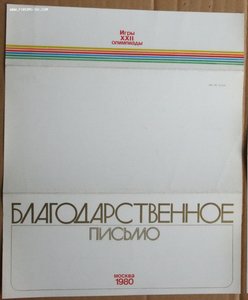 Игры
XXII
олимпиады
БЛАГОДАРСТВЕННОЕ
ПИСЬМО
МОСКВА
1980